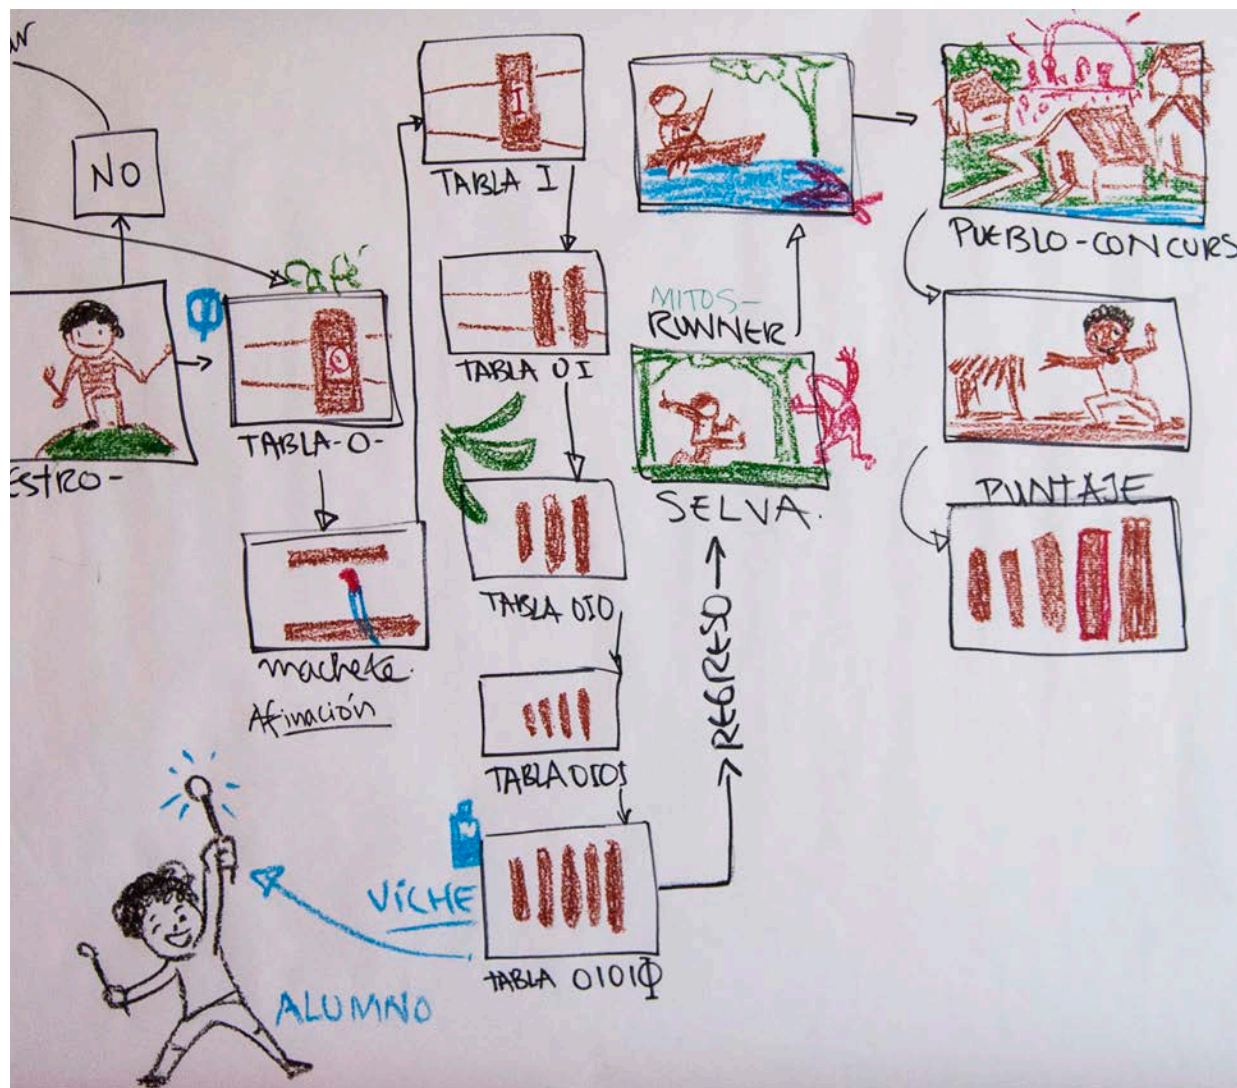 NO
Café
ESTRO-
TABLA-O-
machete.
Afinación
I
TABLA I
TABLA OI
TABLA OIO
TABLA OIOI
VICHE
TABLA OIOIϕ
ALUMNO
REGRESO
MITOS-
RUNNER
SELVA.
PUEBLO-CONCURS
PUNTAJE